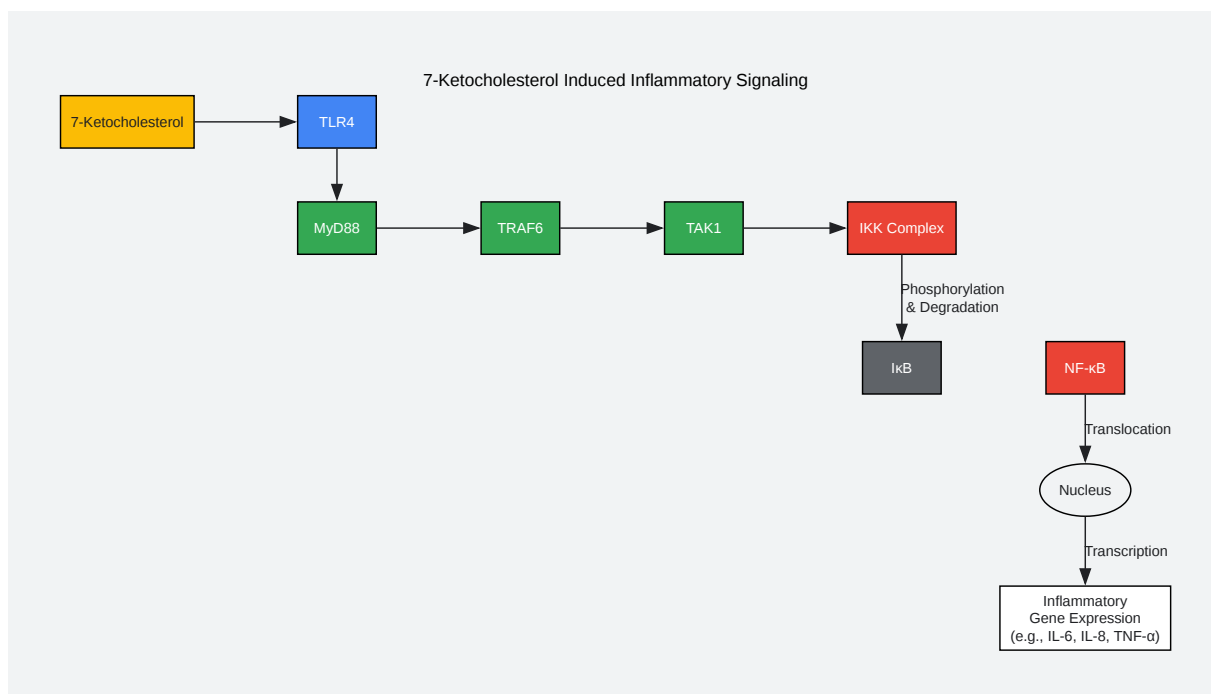 7-Ketocholesterol Induced Inflammatory Signaling
7-Ketocholesterol
TLR4
MyD88
TRAF6
TAK1
IKK Complex
Phosphorylation
& Degradation
IκB
NF-κB
Translocation
Nucleus
Transcription
Inflammatory
Gene Expression
(e.g., IL-6, IL-8, TNF-α)